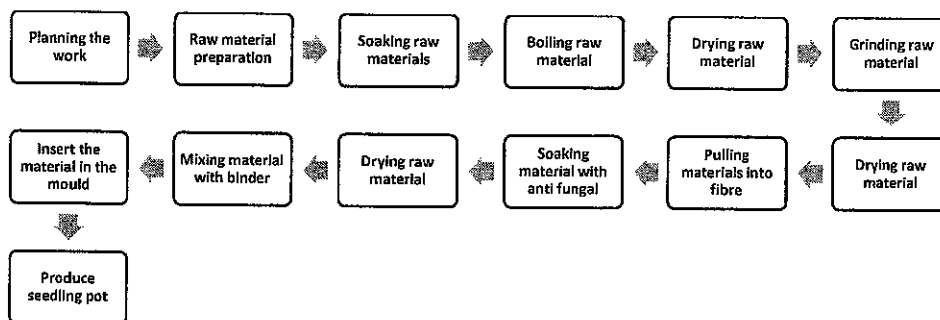 Planning the
work
Raw material
preparation
Soaking raw
materials
Boiling raw
material
Drying raw
material
Grinding raw
material
Drying raw
material
Pulling
materials into
fibre
Soaking
material with
anti fungal
Drying raw
material
Mixing material
with binder
Insert the
material in the
mould
Produce
seedling pot